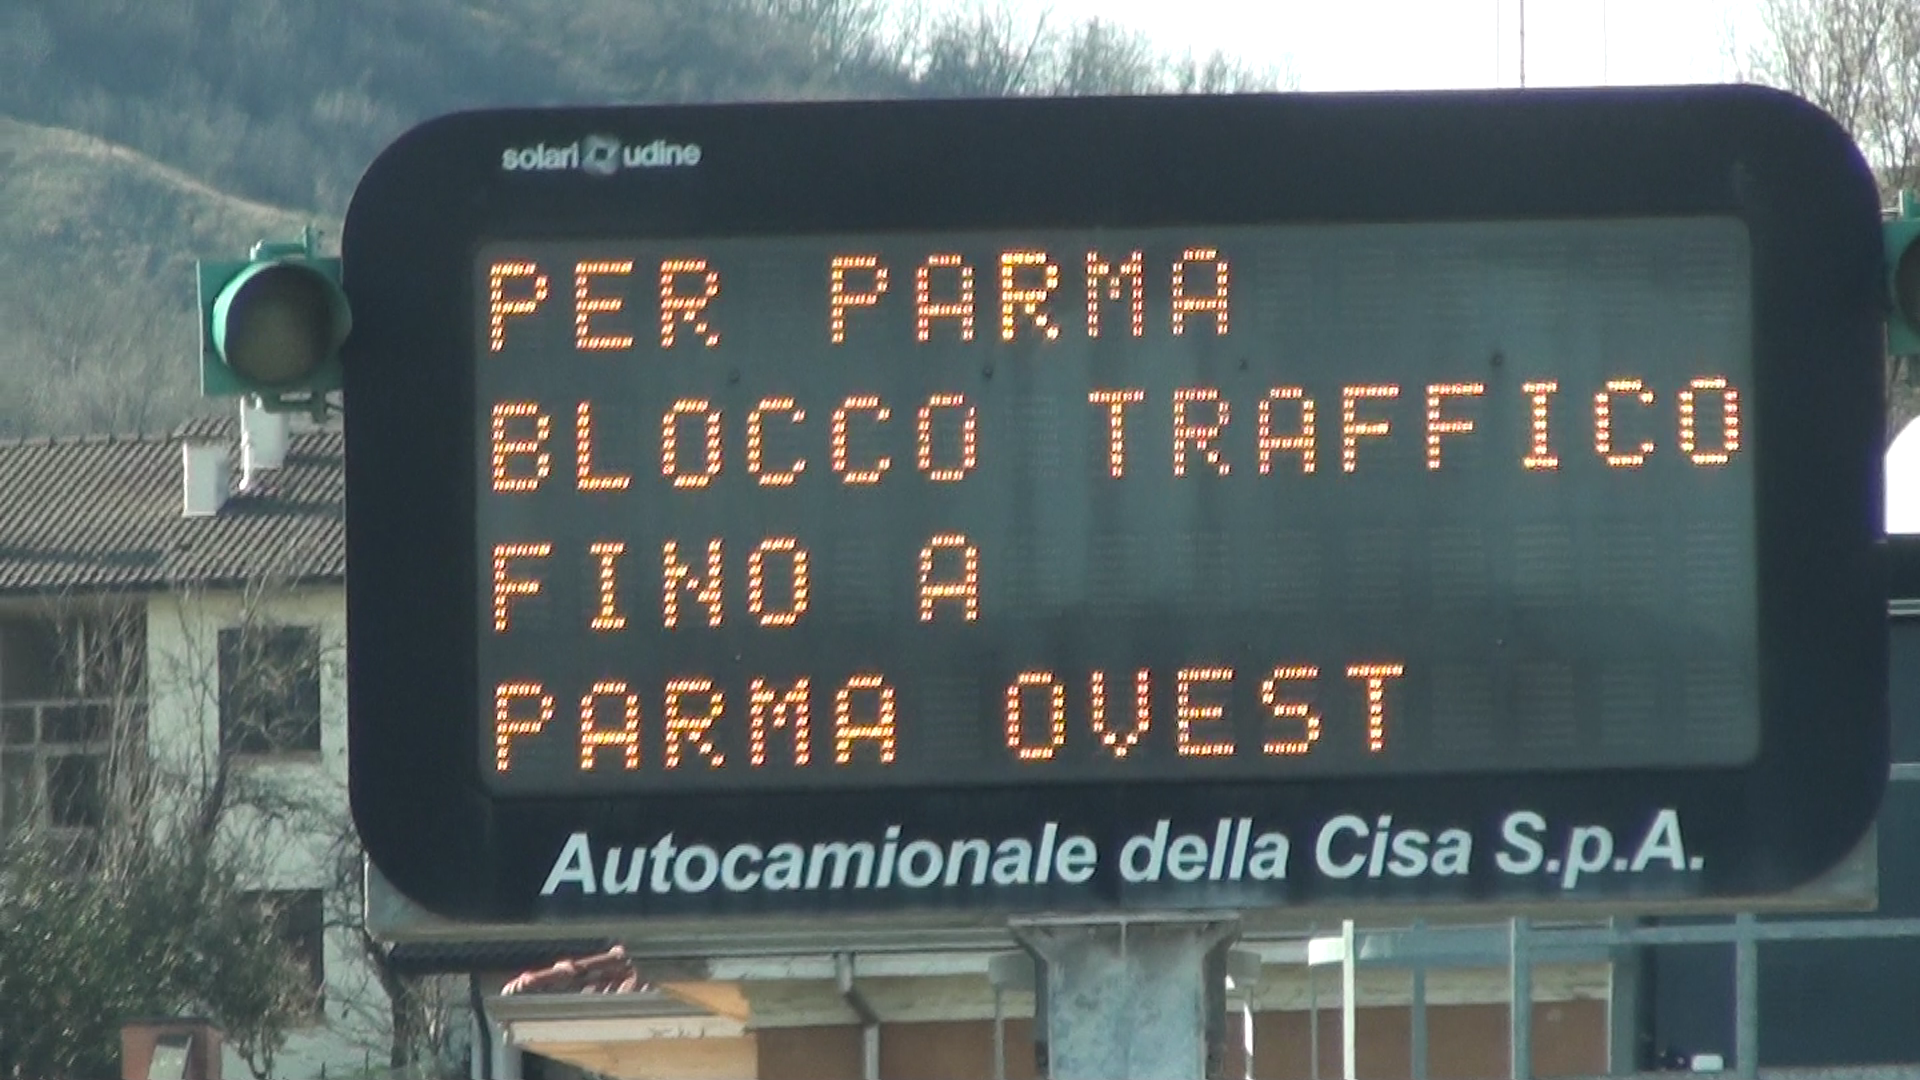 solari udine
PER PARMA
BLOCCO TRAFFICO
FINO A
PARMA OVEST
Autocamionale della Cisa S.p.A.